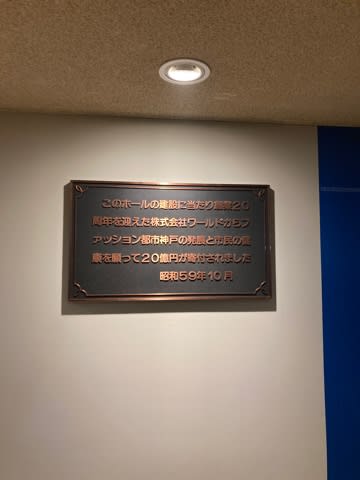 このホールの建設に当たり創業20
周年を迎えた株式会社ワールドからフ
ァッション都市神戸の発展と市民の健
康を願って20億円が寄付されました
昭和59年10月